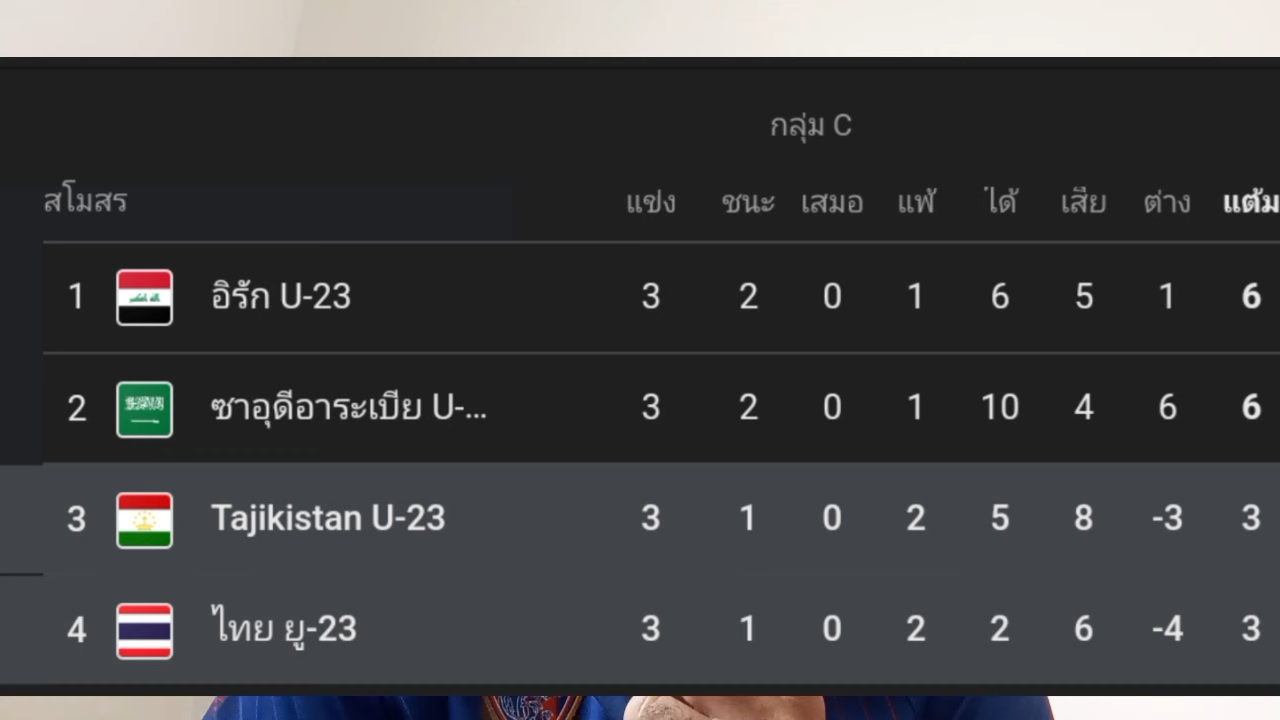 กลุ่ม C
สโมสร แข่ง ชนะ เสมอ แพ้ ได้ เสีย ต่าง แต้ม
1 อิรัก U-23 3 2 0 1 6 5 1 6
2 ซาอุดีอาระเบีย U-... 3 2 0 1 10 4 6 6
3 Tajikistan U-23 3 1 0 2 5 8 -3 3
4 ไทย ยู-23 3 1 0 2 2 6 -4 3